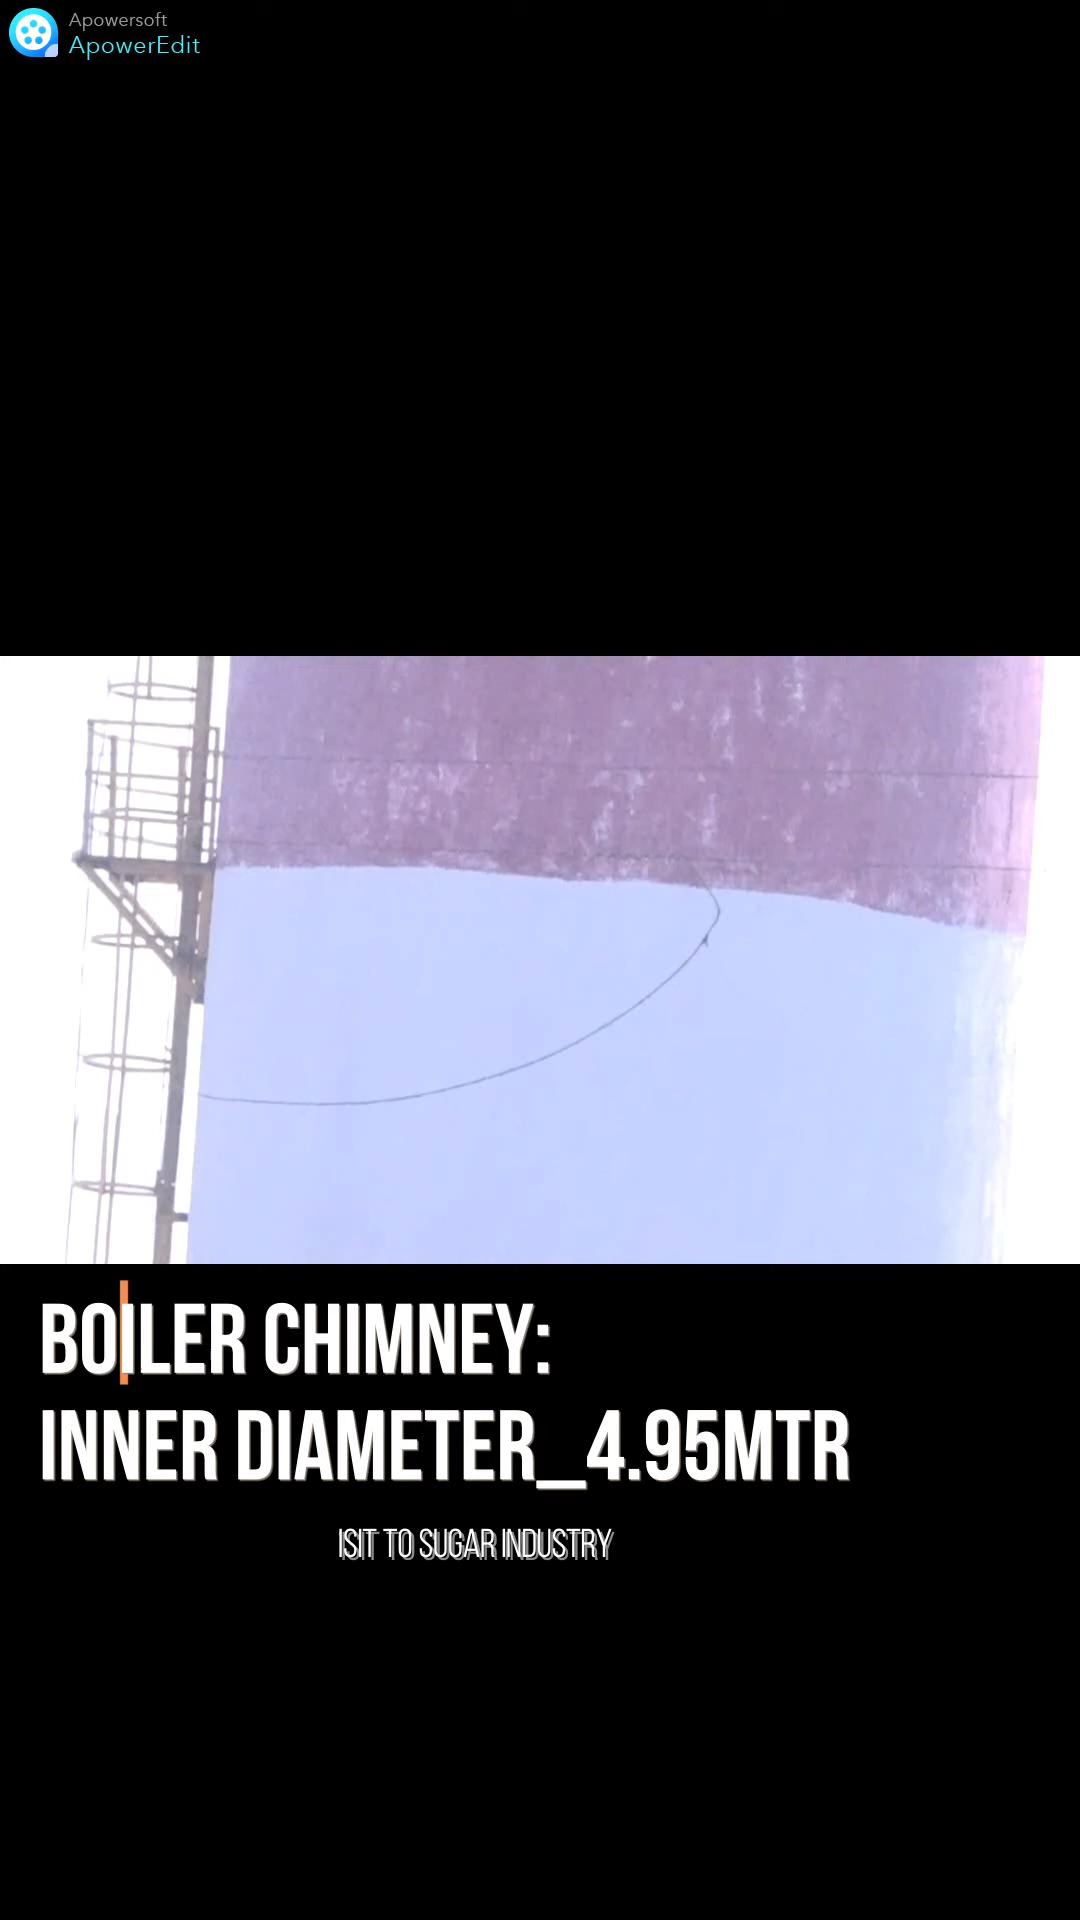 Apowersoft
ApowerEdit
BOILER CHIMNEY:
INNER DIAMETER_4.95MTR
ISIT TO SUGAR INDUSTRY